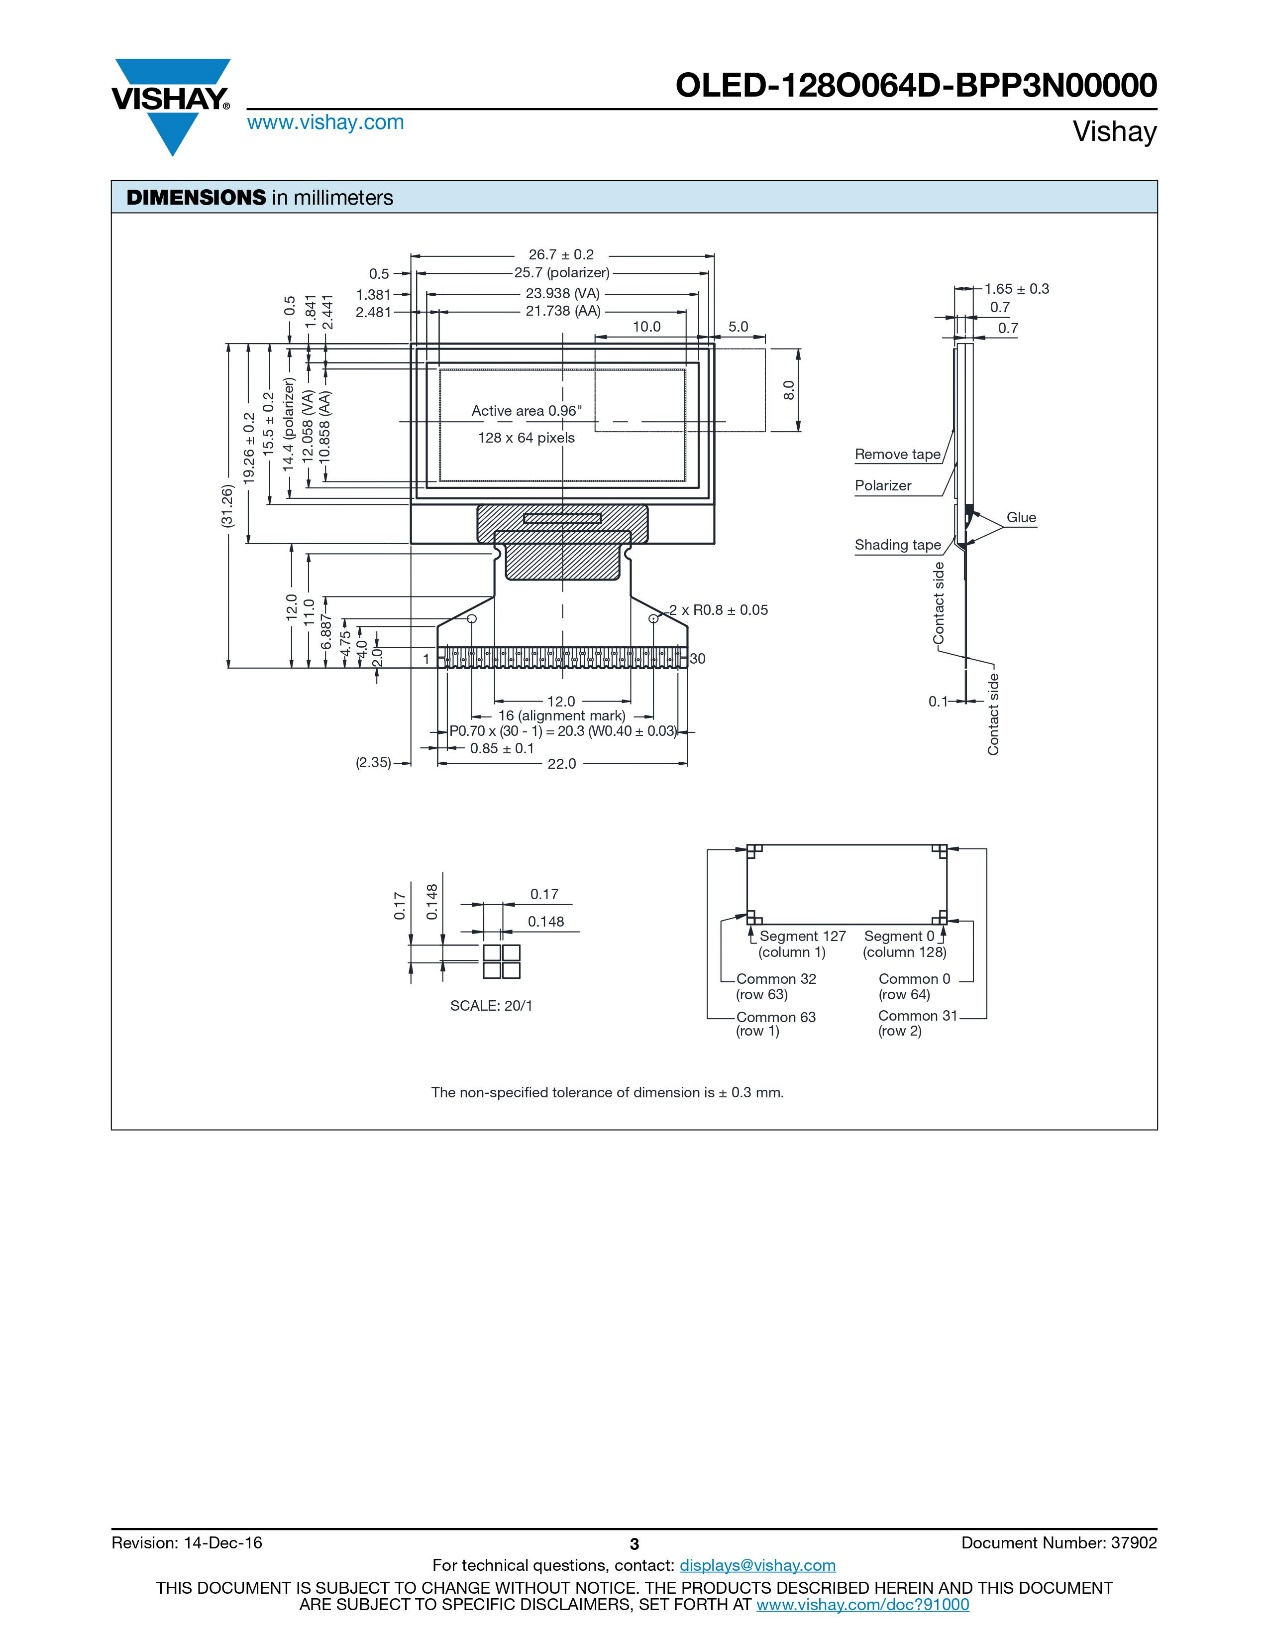 VISHAY®
OLED-128O064D-BPP3N00000
www.vishay.com
Vishay
DIMENSIONS in millimeters
26.7 ± 0.2
0.5
25.7 (polarizer)
1.381
23.938 (VA)
2.481
21.738 (AA)
10.0
5.0
0.5
1.841
2.441
8.0
(31.26)
19.26 ± 0.2
15.5 ± 0.2
14.4 (polarizer)
12.058 (VA)
10.858 (AA)
Active area 0.96"
128 x 64 pixels
1.65 ± 0.3
0.7
0.7
Remove tape
Polarizer
Glue
Shading tape
Contact side
Contact side
0.1
12.0
11.0
6.887
4.75
4.0
2.0
2 x R0.8 ± 0.05
1
30
12.0
16 (alignment mark)
P0.70 x (30 - 1) = 20.3 (W0.40 ± 0.03)
0.85 ± 0.1
(2.35)
22.0
0.17
0.148
0.17
0.148
SCALE: 20/1
Segment 127
(column 1)
Segment 0
(column 128)
Common 32
(row 63)
Common 0
(row 64)
Common 63
(row 1)
Common 31
(row 2)
The non-specified tolerance of dimension is ± 0.3 mm.
Revision: 14-Dec-16
3
Document Number: 37902
For technical questions, contact: displays@vishay.com
THIS DOCUMENT IS SUBJECT TO CHANGE WITHOUT NOTICE. THE PRODUCTS DESCRIBED HEREIN AND THIS DOCUMENT
ARE SUBJECT TO SPECIFIC DISCLAIMERS, SET FORTH AT www.vishay.com/doc?91000